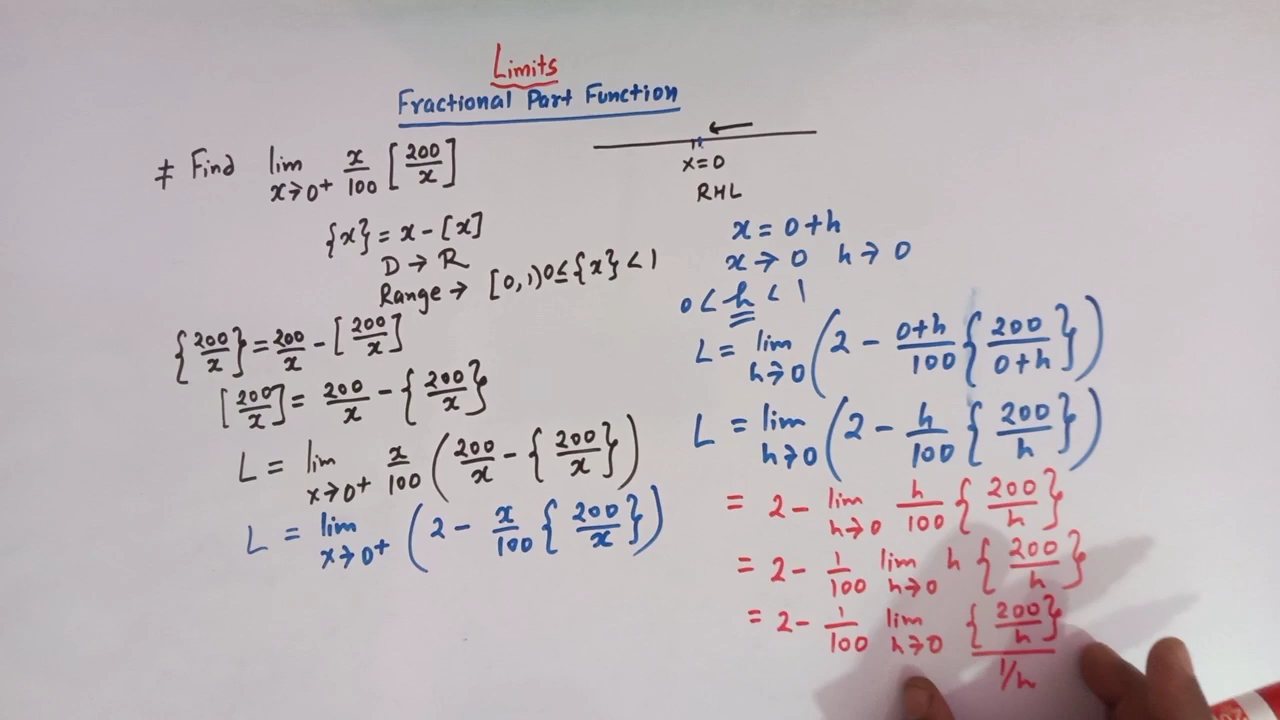 Limits
Fractional Part Function
≠ Find lim x→0+ x/100 [200/x]
{x} = x - [x]
D → R
Range → [0,1) 0≤{x}<1
{200/x} = 200/x - [200/x]
[200/x] = 200/x - {200/x}
L = lim x→0+ x/100 (200/x - {200/x})
L = lim x→0+ (2 - x/100 {200/x})
x=0
RHL
x = 0+h
x→0 h→0
0 < h < 1
L = lim h→0 (2 - 0+h/100 {200/0+h})
L = lim h→0 (2 - h/100 {200/h})
= 2 - lim h→0 h/100 {200/h}
= 2 - 1/100 lim h→0 h {200/h}
= 2 - 1/100 lim h→0 {200/h}/1/h